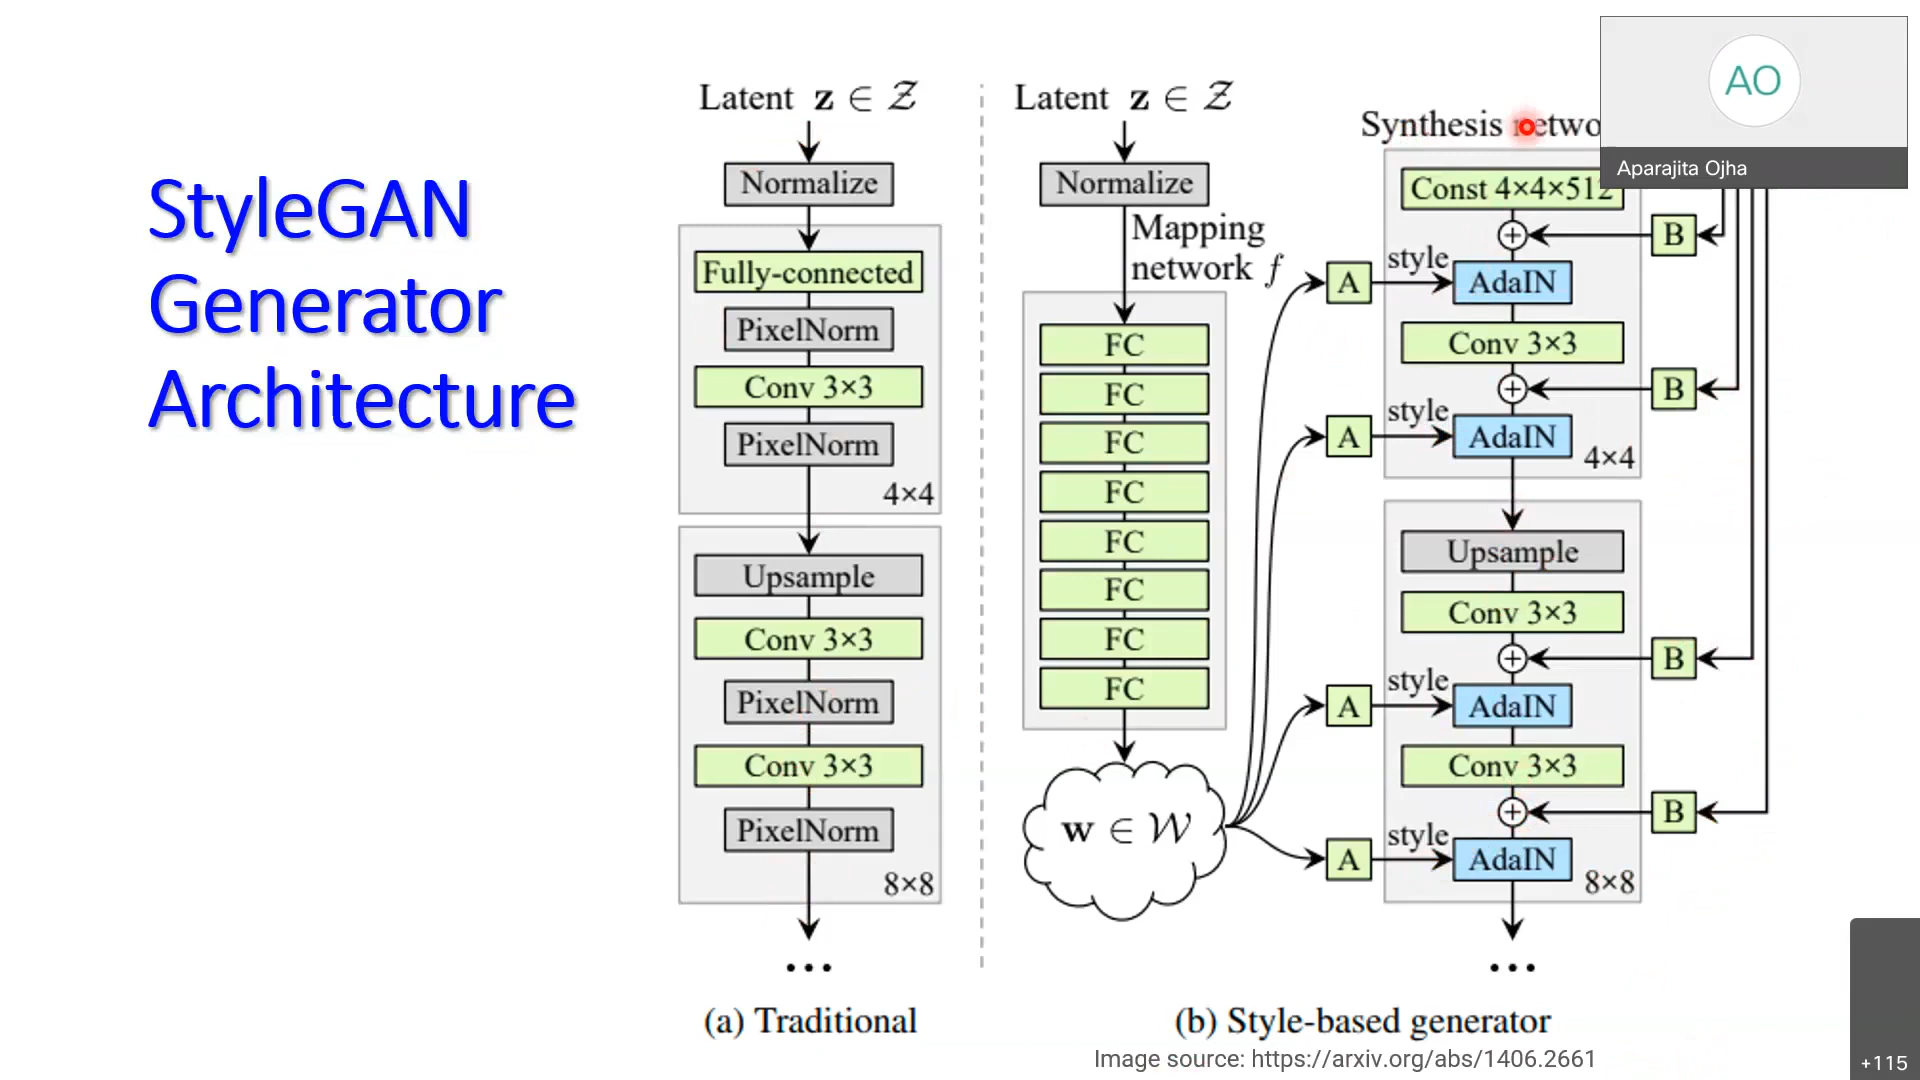 StyleGAN
Generator
Architecture
Latent z ∈ Z
Normalize
Fully-connected
PixelNorm
Conv 3×3
PixelNorm
4×4
Upsample
Conv 3×3
PixelNorm
Conv 3×3
PixelNorm
8×8
...
(a) Traditional
Latent z ∈ Z
Normalize
Mapping
network f
FC
FC
FC
FC
FC
FC
FC
FC
w ∈ W
A
style
A
style
A
style
A
style
Synthesis netwo
Const 4×4×512
B
AdaIN
Conv 3×3
B
AdaIN
4×4
Upsample
Conv 3×3
B
AdaIN
Conv 3×3
B
AdaIN
8×8
...
(b) Style-based generator
Image source: https://arxiv.org/abs/1406.2661
AO
Aparajita Ojha
+115